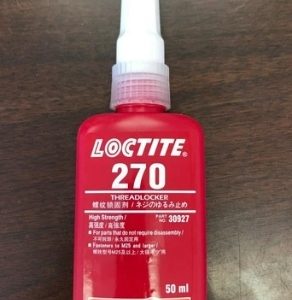 LOCTITE
270
THREADLOCKER
螺纹锁固剂 / ネジのゆるみ止め
High Strength / PART NO. 30927
高強度 / 高强度
For parts that do not require disassembly /
Fasteners to M25 and larger /
50 ml